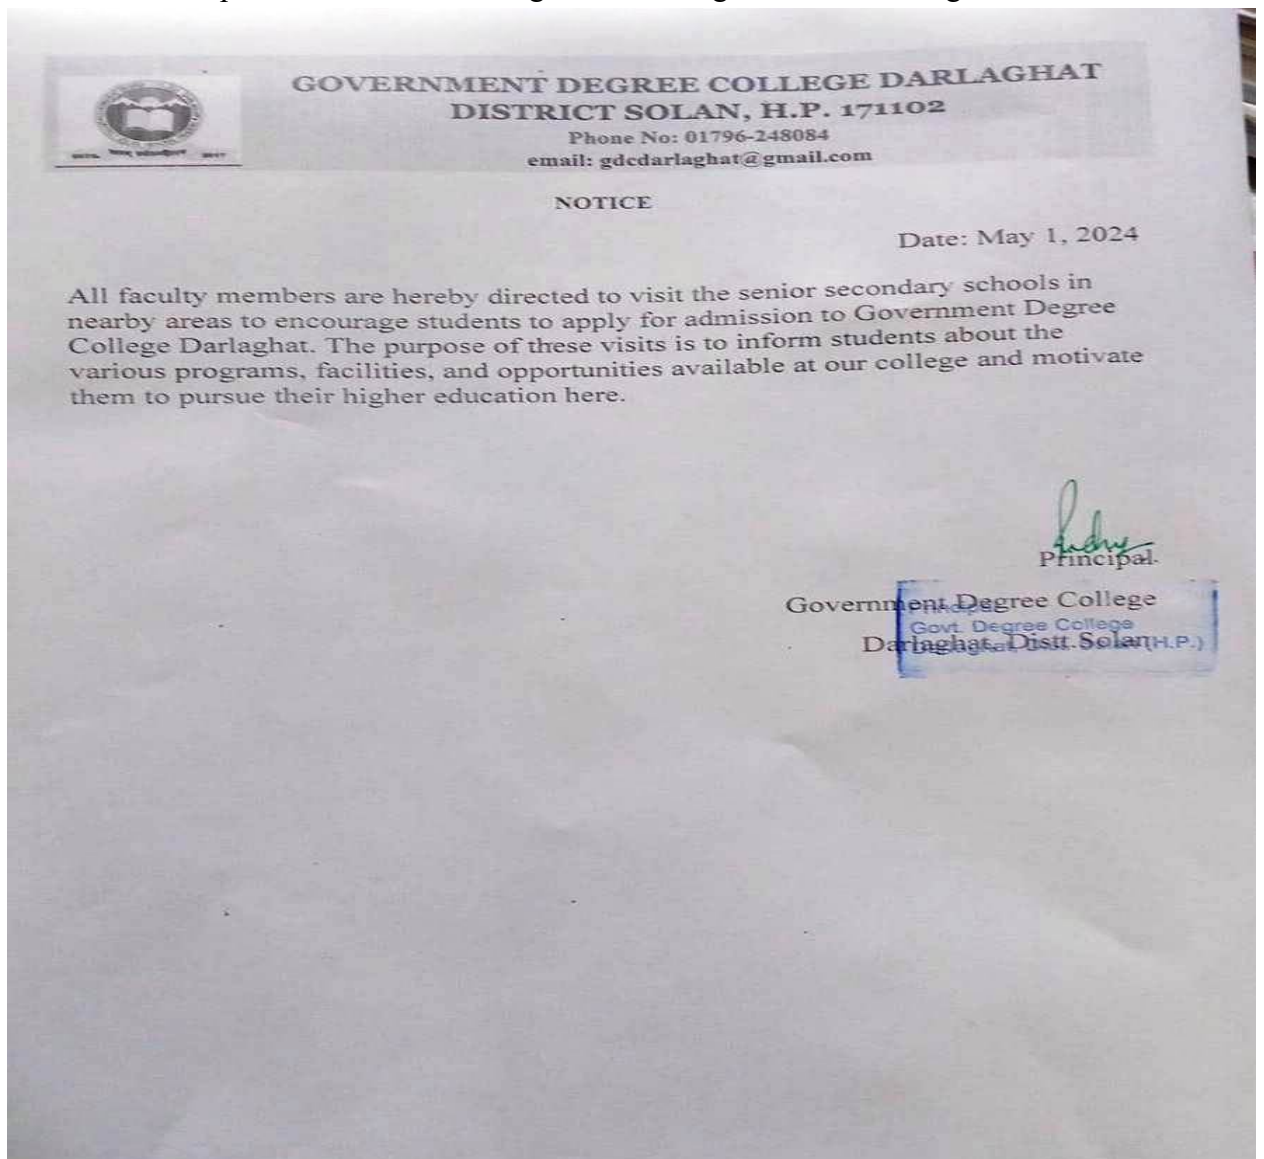 GOVERNMENT DEGREE COLLEGE DARLAGHAT
DISTRICT SOLAN, H.P. 171102
Phone No: 01796-248084
email: gdcdarlaghat@gmail.com
NOTICE
Date: May 1, 2024
All faculty members are hereby directed to visit the senior secondary schools in
nearby areas to encourage students to apply for admission to Government Degree
College Darlaghat. The purpose of these visits is to inform students about the
various programs, facilities, and opportunities available at our college and motivate
them to pursue their higher education here.
Principal
Government Degree College
Govt. Degree College
Darlaghat, Distt. Solan
(H.P.)